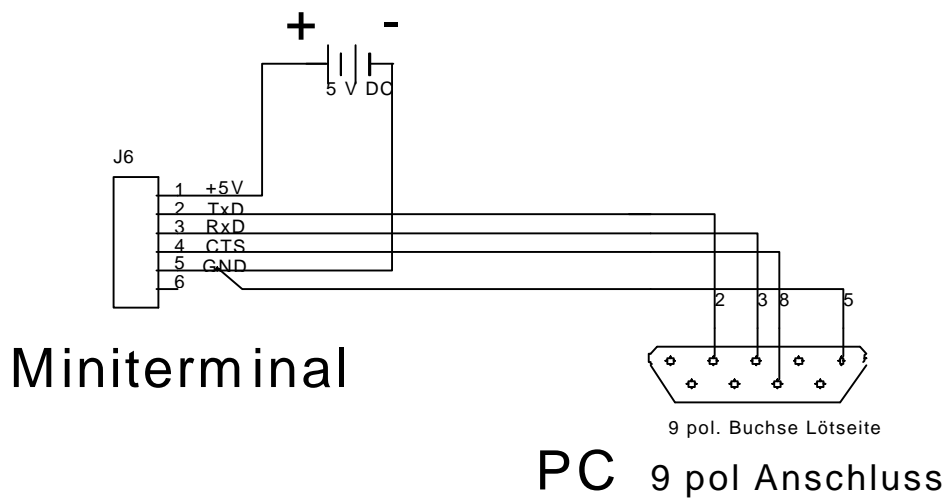 + -
5 V DC
J6
1 +5V
2 TxD
3 RxD
4 CTS
5 GND
6
2 3 8 5
Miniterminal
9 pol. Buchse Lötseite
PC 9 pol Anschluss